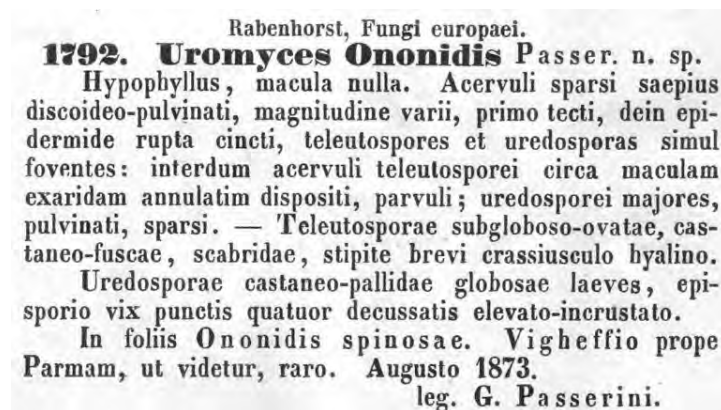 Rabenhorst, Fungi europaei.
1792. Uromyces Ononidis Passer. n. sp.
Hypophyllus, macula nulla. Acervuli sparsi saepius
discoideo-pulvinati, magnitudine varii, primo tecti, dein epi-
dermide rupta cincti, teleutospores et uredosporas simul
foventes: interdum acervuli teleutosporei circa maculam
exaridam annulatim dispositi, parvuli; uredosporei majores,
pulvinati, sparsi. — Teleutosporae subgloboso-ovatae, cas-
taneo-fuscae, scabridae, stipite brevi crassiusculo hyalino.
Uredosporae castaneo-pallidae globosae laeves, epi-
sporio vix punctis quatuor decussatis elevato-incrustato.
In foliis Ononidis spinosae. Vigheffio prope
Parmam, ut videtur, raro. Augusto 1873.
leg. G. Passerini.